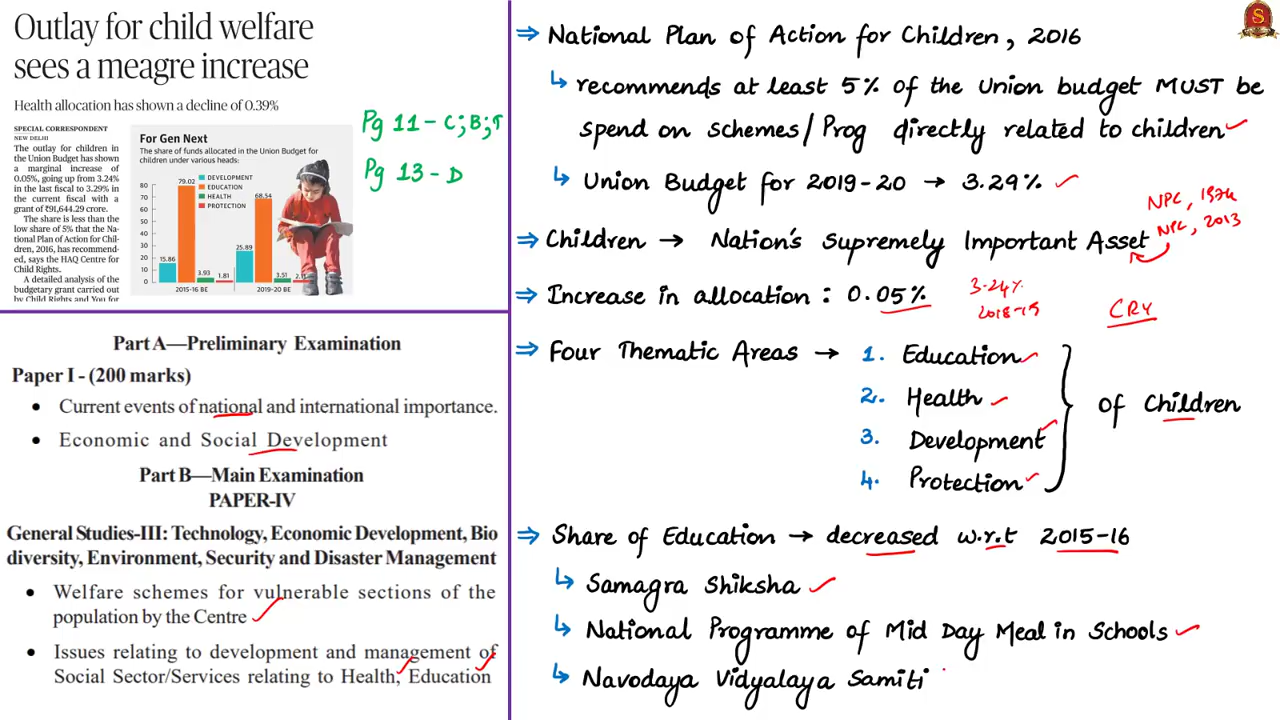 Outlay for child welfare
sees a meagre increase
Health allocation has shown a decline of 0.39%
SPECIAL CORRESPONDENT
NEW DELHI
The outlay for children in
the Union Budget has shown
a marginal increase of
0.05%, going up from 3.24%
in the last fiscal to 3.29% in
the current fiscal with a
grant of ₹91,644.29 crore.
The share is less than the
low share of 5% that the Na-
tional Plan of Action for Chil-
dren, 2016, has recommend-
ed, says the HAQ Centre for
Child Rights.
A detailed analysis of the
budgetary grant carried out
by Child Rights and You for
For Gen Next
The share of funds allocated in the Union Budget for
children under various heads:
DEVELOPMENT
EDUCATION
HEALTH
PROTECTION
80
70
60
50
40
30
20
10
0
15.86
79.02
3.93
1.81
25.89
68.54
3.51
2015-16 BE
2019-20 BE
Pg 11 - C; B; T
Pg 13 - D
Part A—Preliminary Examination
Paper I - (200 marks)
• Current events of national and international importance.
• Economic and Social Development
Part B—Main Examination
PAPER-IV
General Studies-III: Technology, Economic Development, Bio
diversity, Environment, Security and Disaster Management
• Welfare schemes for vulnerable sections of the
population by the Centre
• Issues relating to development and management of
Social Sector/Services relating to Health, Education
S
⇒ National Plan of Action for Children, 2016
↳ recommends at least 5% of the Union budget MUST be
spend on schemes/Prog directly related to children
↳ Union Budget for 2019-20 → 3.29%
NPC, 1974
NPC, 2013
⇒ Children → Nation's Supremely Important Asset
⇒ Increase in allocation : 0.05%
3.24%
2018-19
CRY
⇒ Four Thematic Areas → 1. Education
2. Health
3. Development
4. Protection
of Children
⇒ Share of Education → decreased w.r.t 2015-16
↳ Samagra Shiksha
↳ National Programme of Mid Day Meal in Schools
↳ Navodaya Vidyalaya Samiti